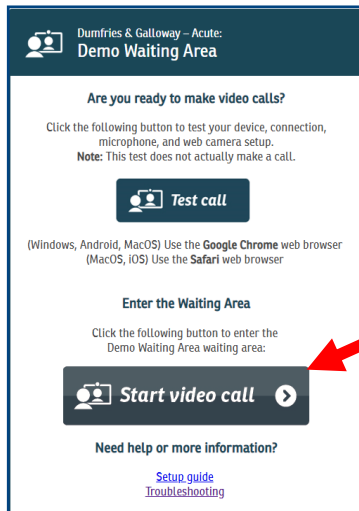 Dumfries & Galloway – Acute:
Demo Waiting Area
Are you ready to make video calls?
Click the following button to test your device, connection,
microphone, and web camera setup.
Note: This test does not actually make a call.
Test call
(Windows, Android, MacOS) Use the Google Chrome web browser
(MacOS, iOS) Use the Safari web browser
Enter the Waiting Area
Click the following button to enter the
Demo Waiting Area waiting area:
Start video call
Need help or more information?
Setup guide
Troubleshooting